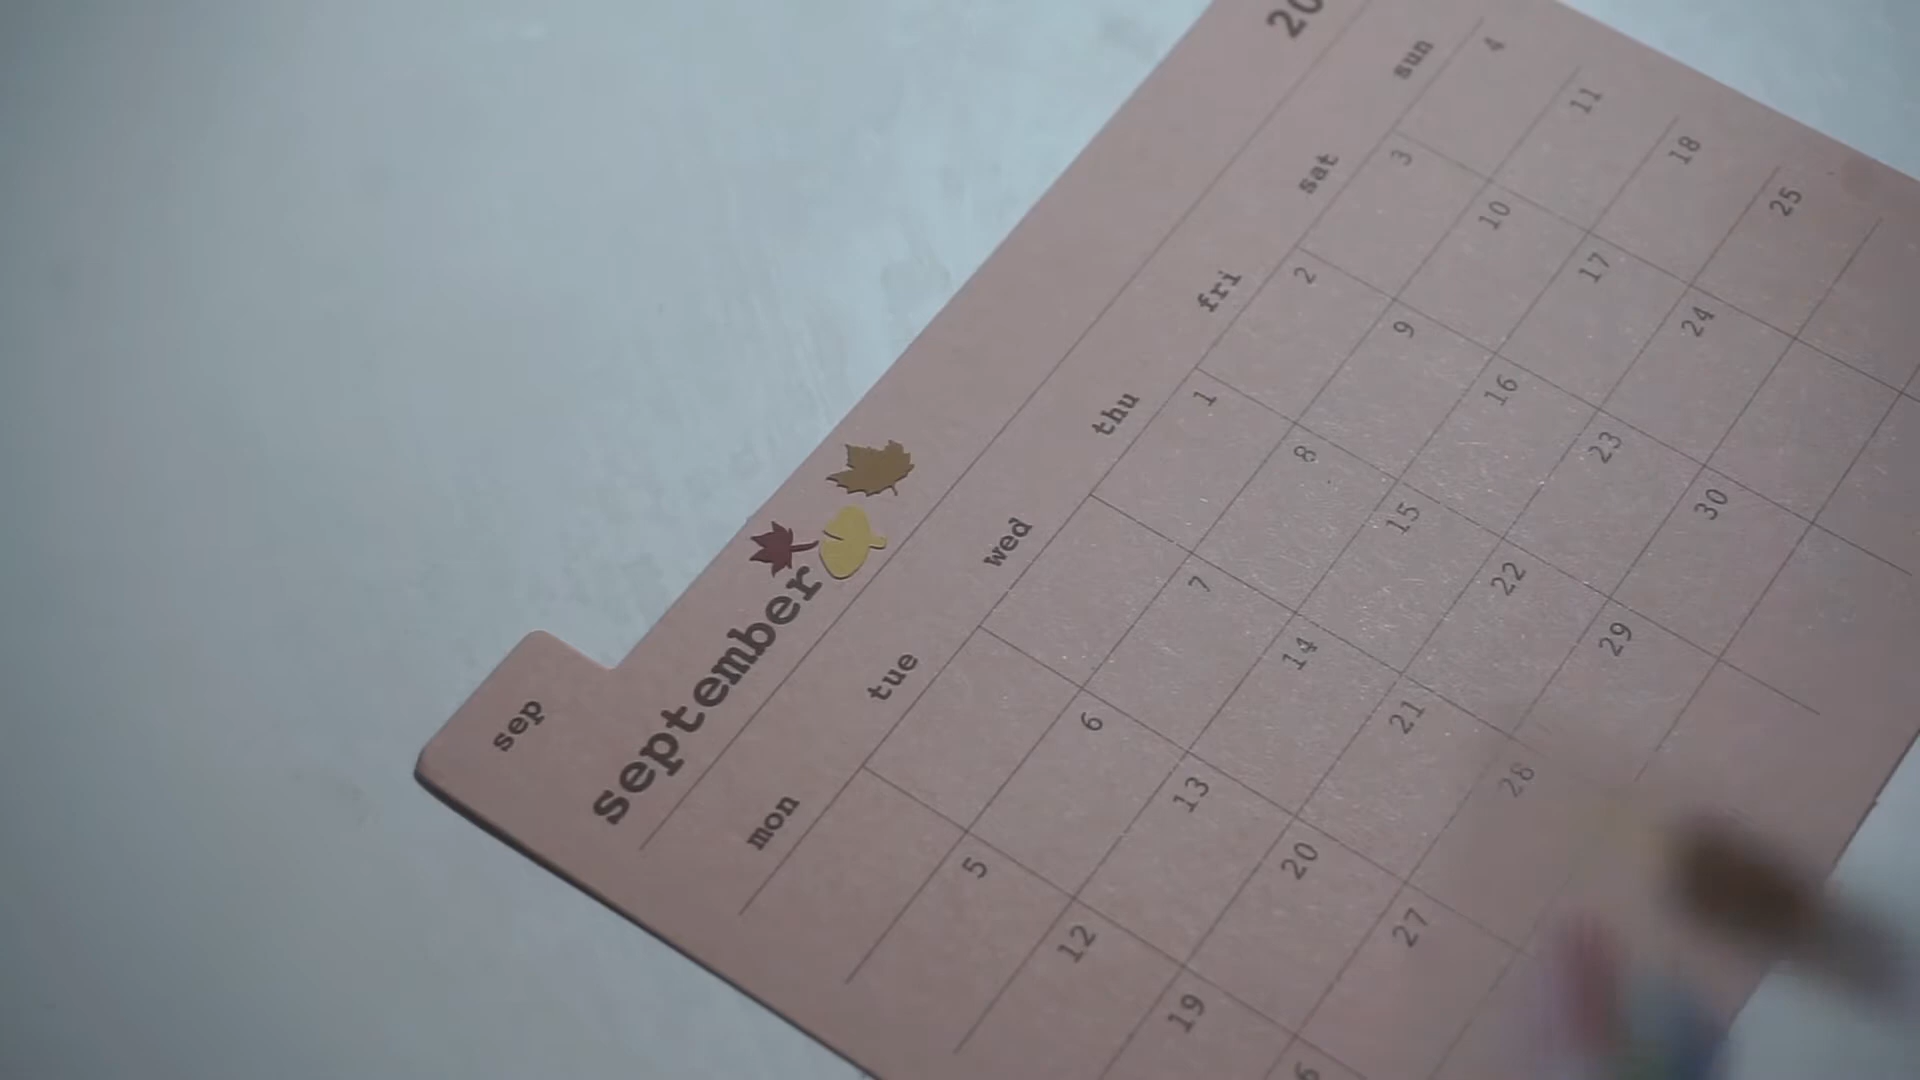 sep
september
20
mon tue wed thu fri sat sun
1 2 3 4
5 6 7 8 9 10 11
12 13 14 15 16 17 18
19 20 21 22 23 24 25
6 27 28 29 30